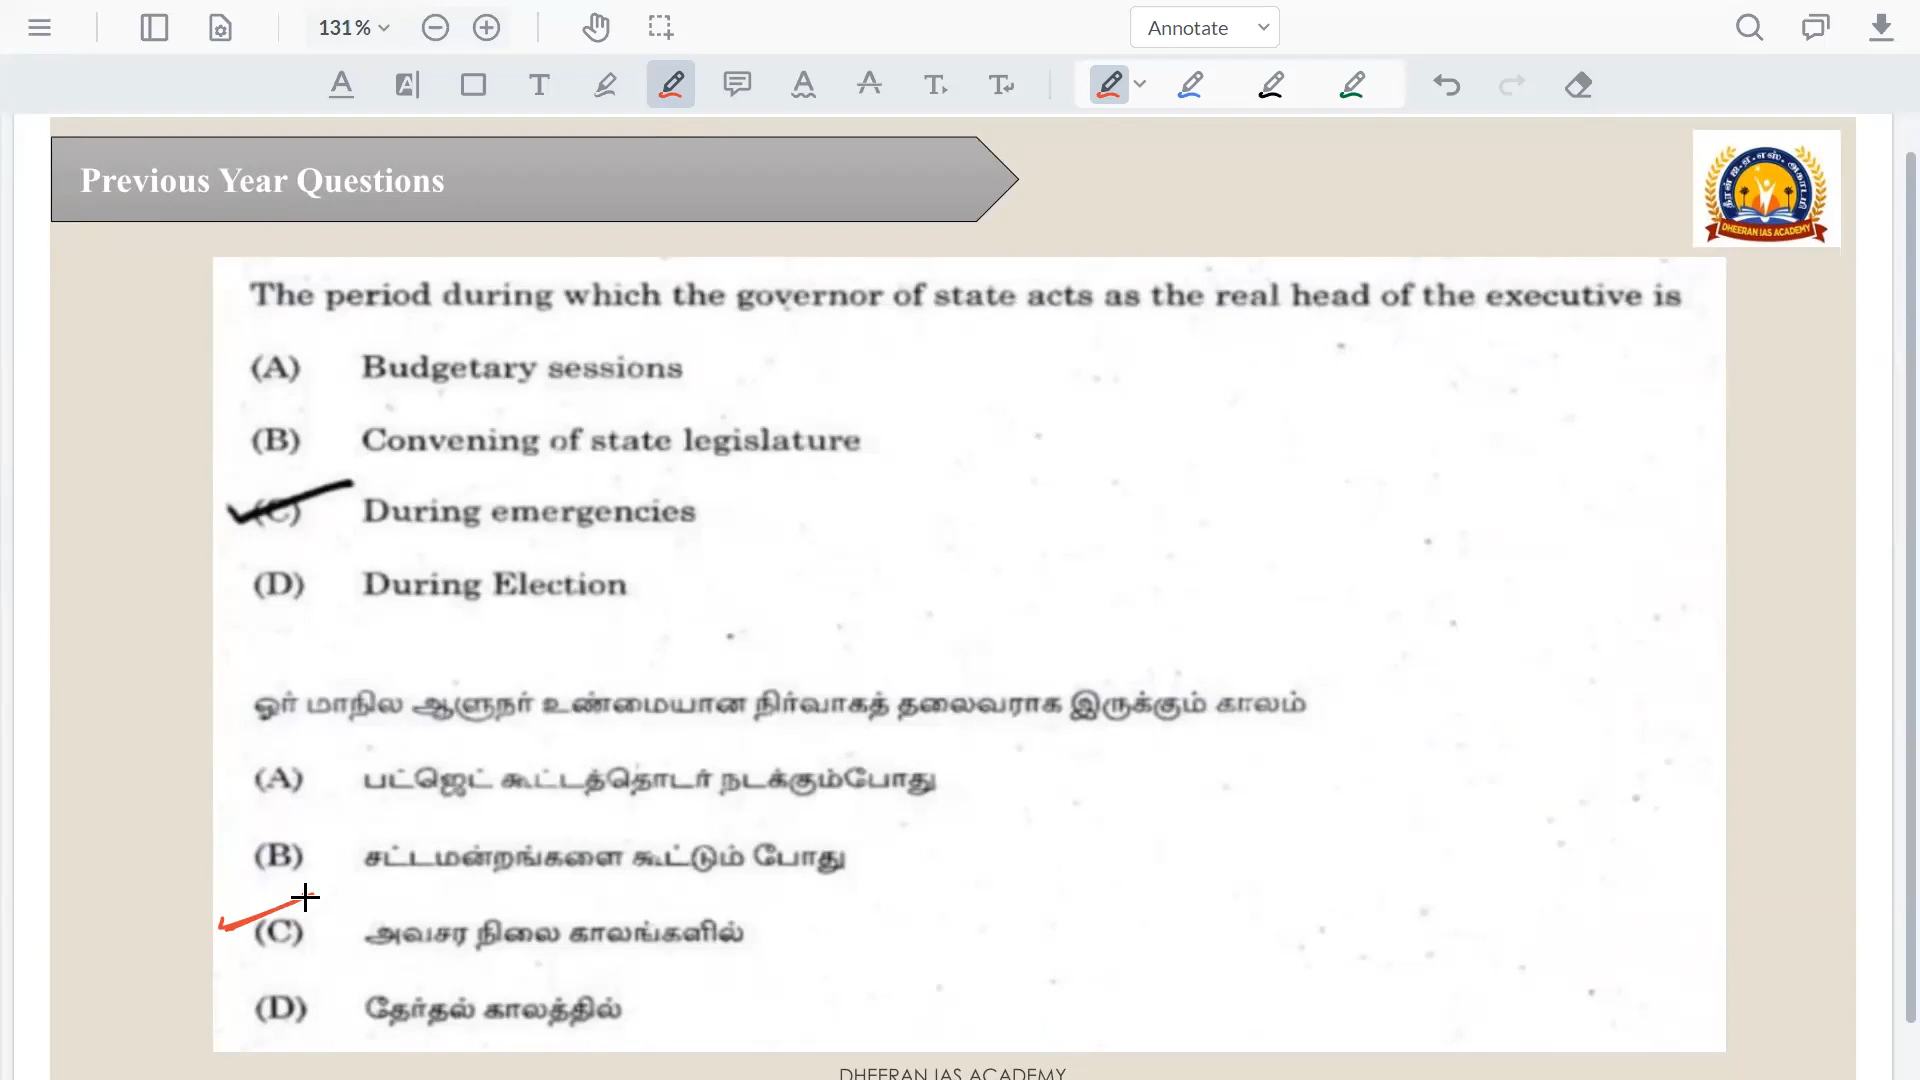 131%
Annotate
Previous Year Questions
DHEERAN IAS ACADEMY
The period during which the governor of state acts as the real head of the executive is
(A) Budgetary sessions
(B) Convening of state legislature
(C) During emergencies
(D) During Election
ஓர் மாநில ஆளுநர் உண்மையான நிர்வாகத் தலைவராக இருக்கும் காலம்
(A) பட்ஜெட் கூட்டத்தொடர் நடக்கும்போது
(B) சட்டமன்றங்களை கூட்டும் போது
(C) அவசர நிலை காலங்களில்
(D) தேர்தல் காலத்தில்
DHEERAN IAS ACADEMY